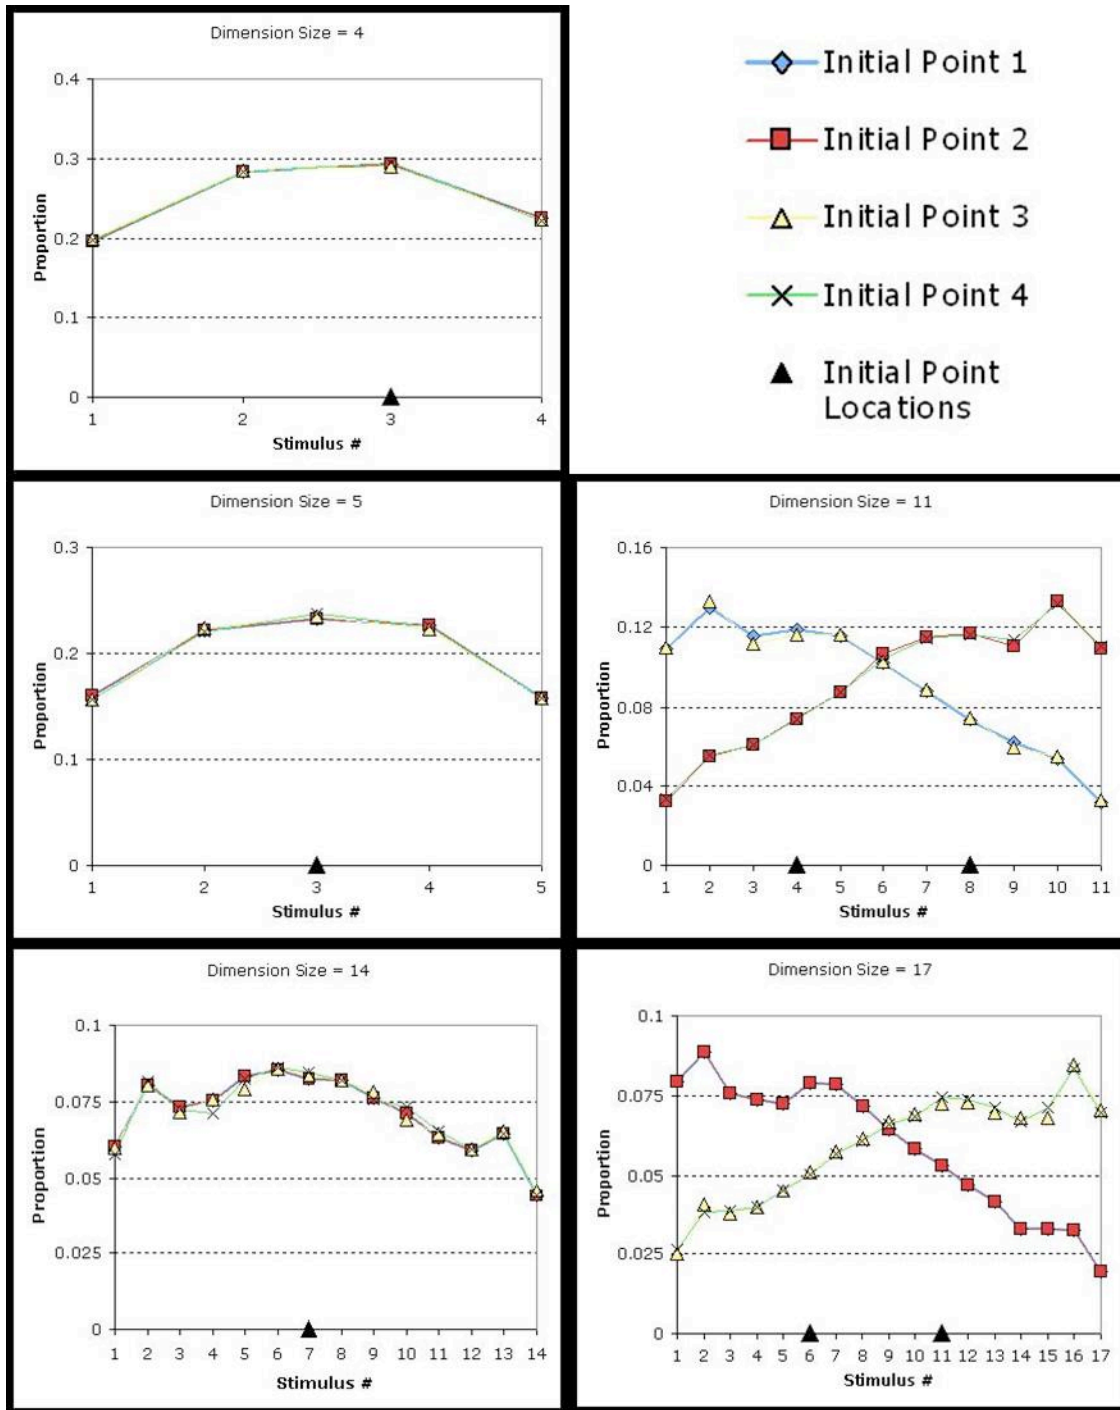 Dimension Size = 4
0.4
0.3
0.2
0.1
0
Proportion
1 2 3 4
Stimulus #
Initial Point 1
Initial Point 2
Initial Point 3
Initial Point 4
Initial Point
Locations
Dimension Size = 5
0.3
0.2
0.1
0
Proportion
1 2 3 4 5
Stimulus #
Dimension Size = 11
0.16
0.12
0.08
0.04
0
Proportion
1 2 3 4 5 6 7 8 9 10 11
Stimulus #
Dimension Size = 14
0.1
0.075
0.05
0.025
0
Proportion
1 2 3 4 5 6 7 8 9 10 11 12 13 14
Stimulus #
Dimension Size = 17
0.1
0.075
0.05
0.025
0
Proportion
1 2 3 4 5 6 7 8 9 10 11 12 13 14 15 16 17
Stimulus #